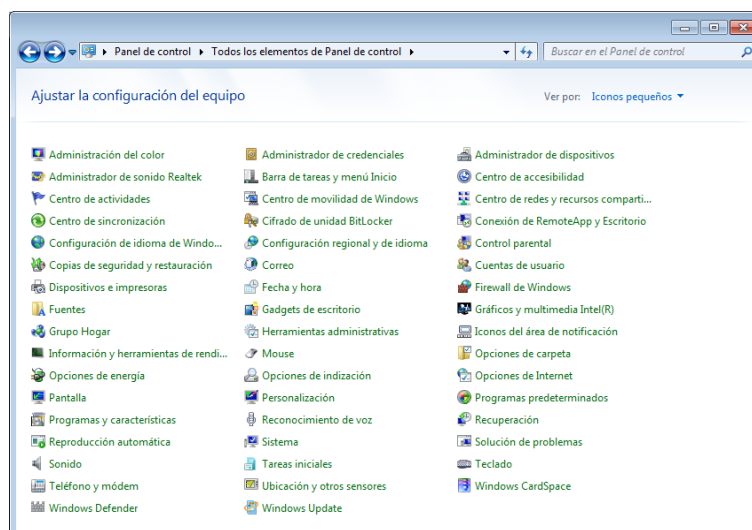 Panel de control ▸ Todos los elementos de Panel de control ▸
Buscar en el Panel de control
Ajustar la configuración del equipo
Ver por: Iconos pequeños
Administración del color
Administrador de credenciales
Administrador de dispositivos
Administrador de sonido Realtek
Barra de tareas y menú Inicio
Centro de accesibilidad
Centro de actividades
Centro de movilidad de Windows
Centro de redes y recursos comparti...
Centro de sincronización
Cifrado de unidad BitLocker
Conexión de RemoteApp y Escritorio
Configuración de idioma de Windo...
Configuración regional y de idioma
Control parental
Copias de seguridad y restauración
Correo
Cuentas de usuario
Dispositivos e impresoras
Fecha y hora
Firewall de Windows
Fuentes
Gadgets de escritorio
Gráficos y multimedia Intel(R)
Grupo Hogar
Herramientas administrativas
Iconos del área de notificación
Información y herramientas de rendi...
Mouse
Opciones de carpeta
Opciones de energía
Opciones de indización
Opciones de Internet
Pantalla
Personalización
Programas predeterminados
Programas y características
Reconocimiento de voz
Recuperación
Reproducción automática
Sistema
Solución de problemas
Sonido
Tareas iniciales
Teclado
Teléfono y módem
Ubicación y otros sensores
Windows CardSpace
Windows Defender
Windows Update